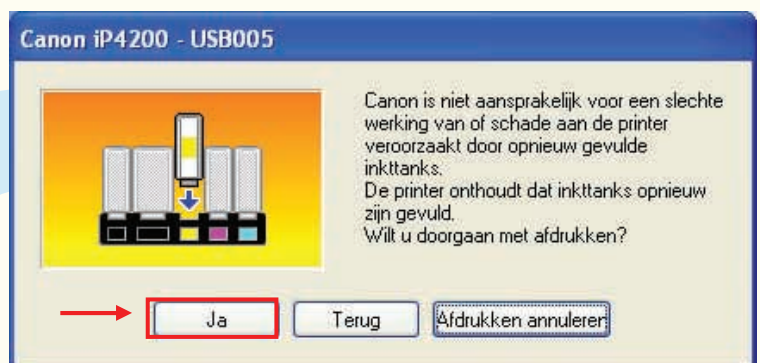 Canon iP4200 - USB005
Canon is niet aansprakelijk voor een slechte
werking van of schade aan de printer
veroorzaakt door opnieuw gevulde
inkttanks.
De printer onthoudt dat inkttanks opnieuw
zijn gevuld.
Wilt u doorgaan met afdrukken?
Ja
Terug
Afdrukken annuleren